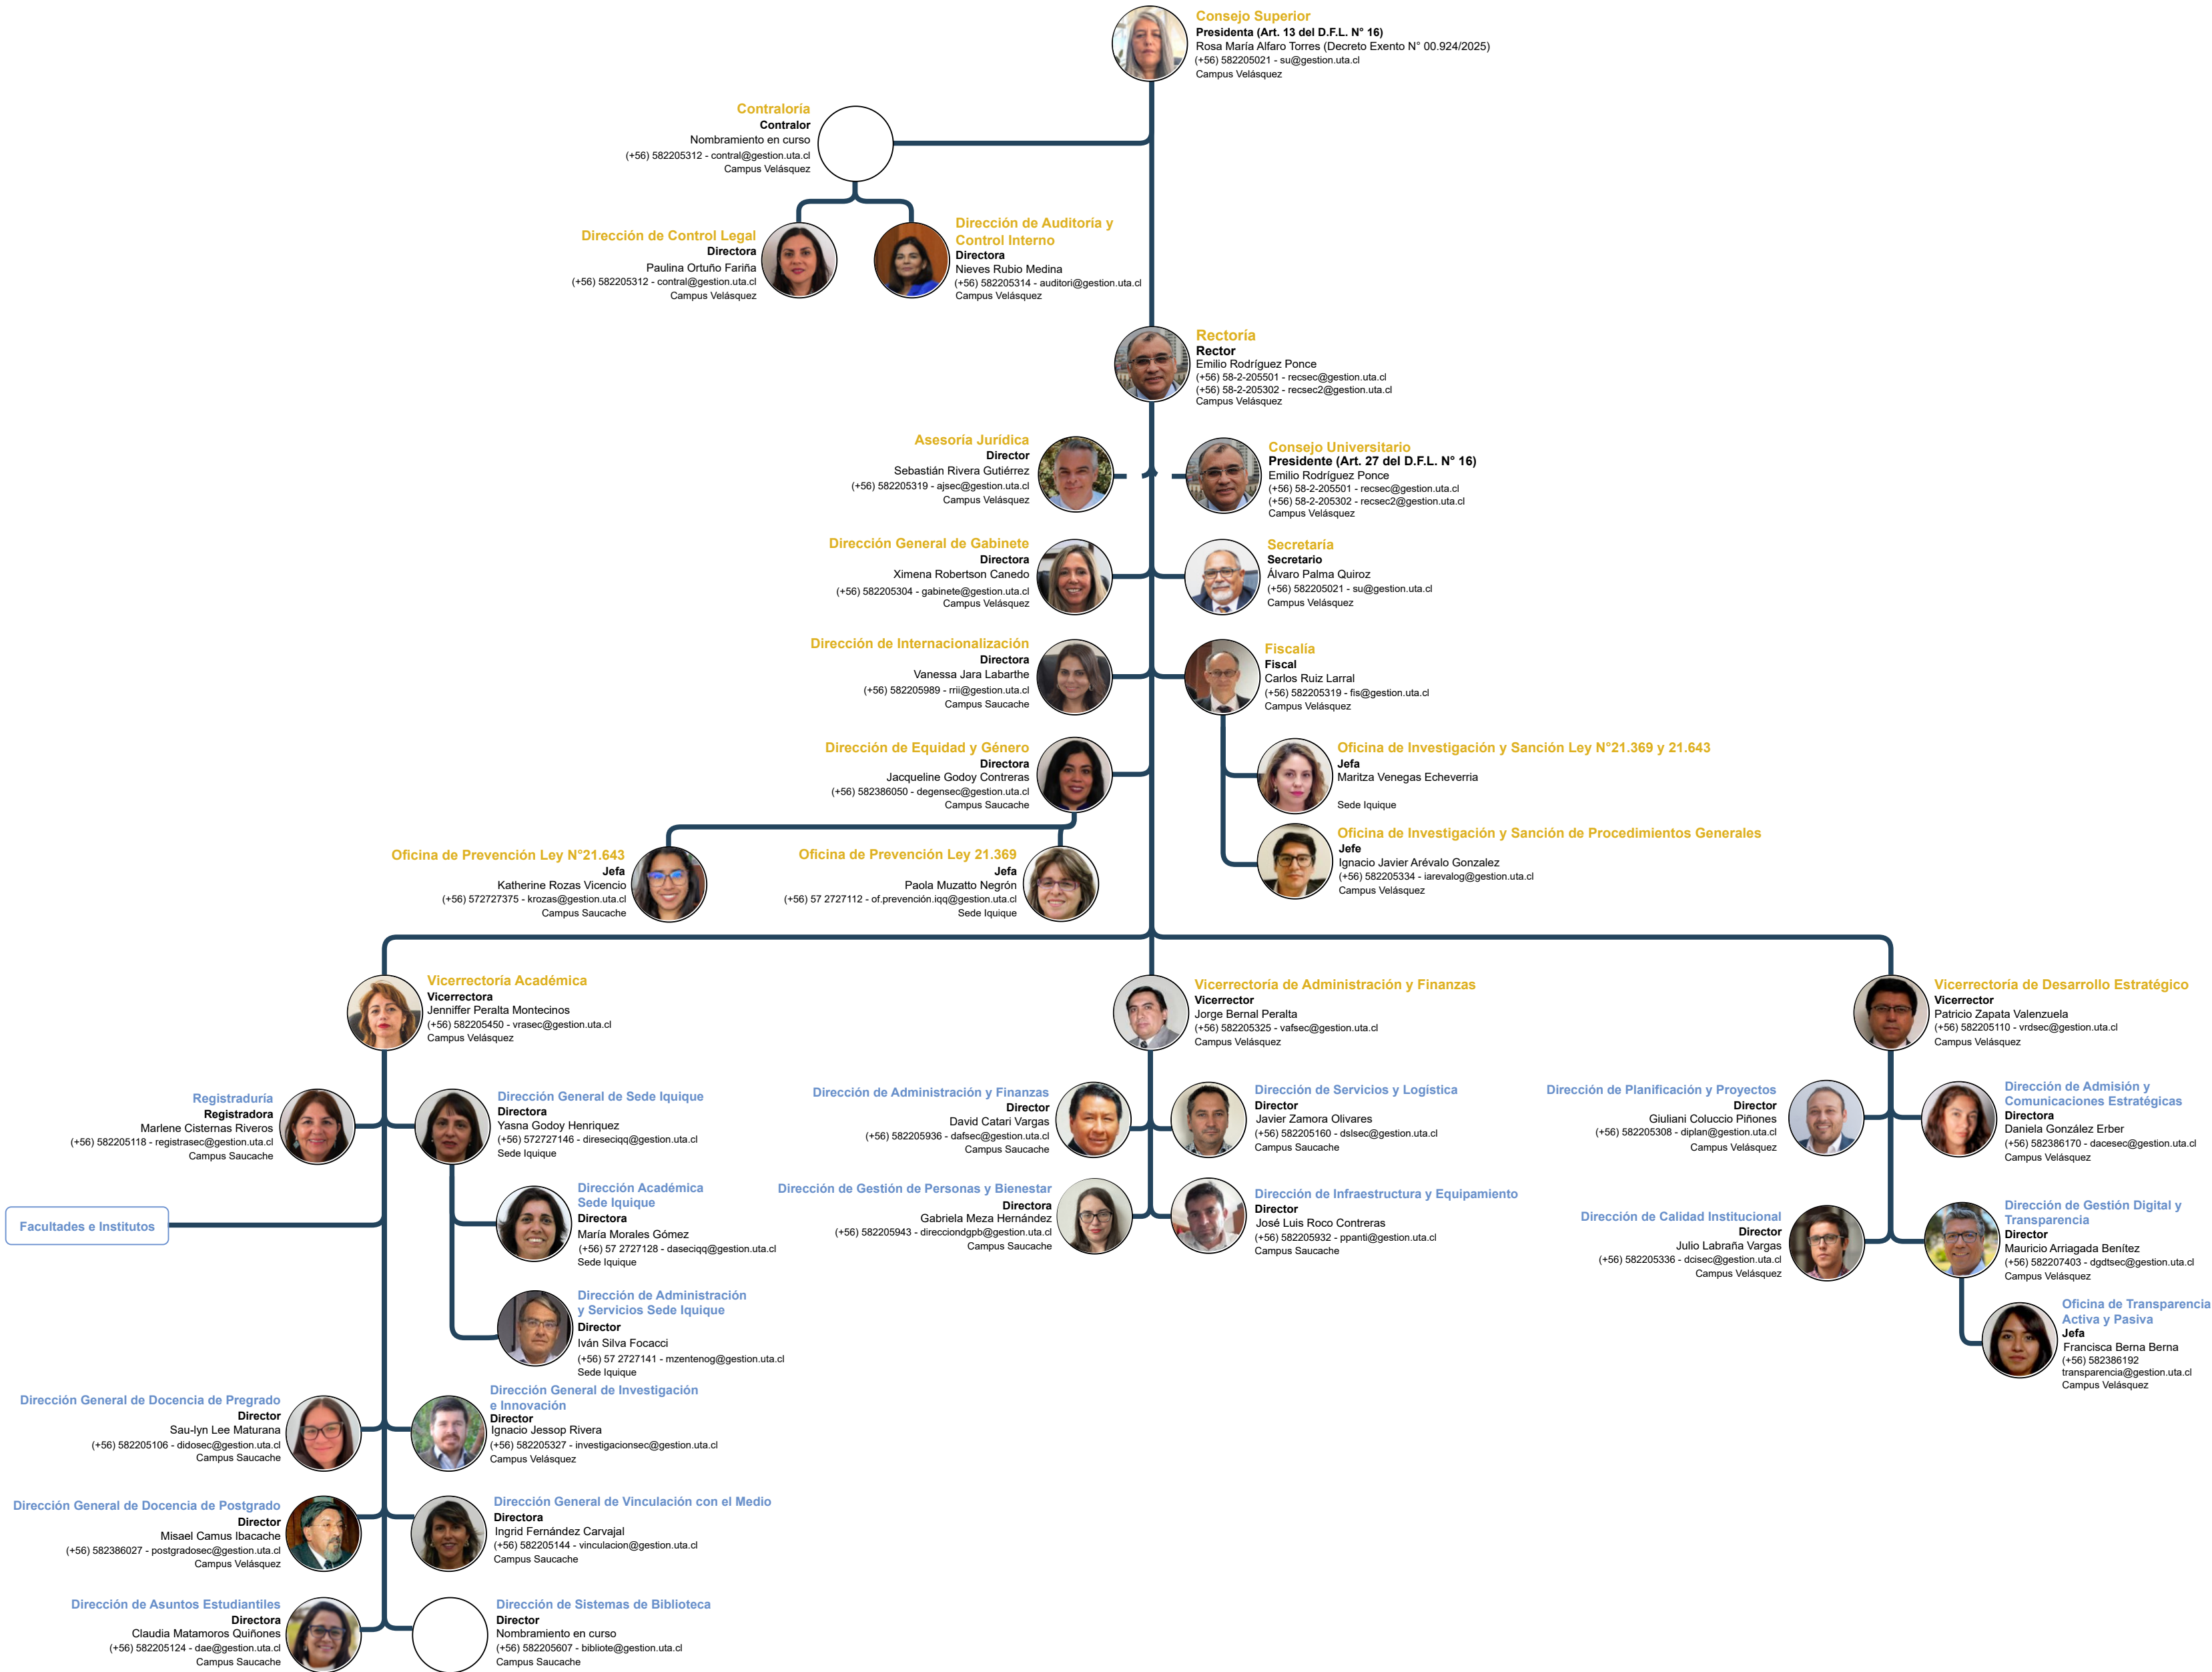 Consejo Superior
Presidenta (Art. 13 del D.F.L. N° 16)
Rosa María Alfaro Torres (Decreto Exento N° 00.924/2025)
(+56) 582205021 - su@gestion.uta.cl
Campus Velásquez
Contraloría
Contralor
Nombramiento en curso
(+56) 582205312 - contral@gestion.uta.cl
Campus Velásquez
Dirección de Control Legal
Directora
Paulina Ortuño Fariña
(+56) 582205312 - contral@gestion.uta.cl
Campus Velásquez
Dirección de Auditoría y
Control Interno
Directora
Nieves Rubio Medina
(+56) 582205314 - auditori@gestion.uta.cl
Campus Velásquez
Rectoría
Rector
Emilio Rodríguez Ponce
(+56) 58-2-205501 - recsec@gestion.uta.cl
(+56) 58-2-205302 - recsec2@gestion.uta.cl
Campus Velásquez
Asesoría Jurídica
Director
Sebastián Rivera Gutiérrez
(+56) 582205319 - ajsec@gestion.uta.cl
Campus Velásquez
Consejo Universitario
Presidente (Art. 27 del D.F.L. N° 16)
Emilio Rodríguez Ponce
(+56) 58-2-205501 - recsec@gestion.uta.cl
(+56) 58-2-205302 - recsec2@gestion.uta.cl
Campus Velásquez
Dirección General de Gabinete
Directora
Ximena Robertson Canedo
(+56) 582205304 - gabinete@gestion.uta.cl
Campus Velásquez
Secretaría
Secretario
Álvaro Palma Quiroz
(+56) 582205021 - su@gestion.uta.cl
Campus Velásquez
Dirección de Internacionalización
Directora
Vanessa Jara Labarthe
(+56) 582205989 - rrii@gestion.uta.cl
Campus Saucache
Fiscalía
Fiscal
Carlos Ruiz Larral
(+56) 582205319 - fis@gestion.uta.cl
Campus Velásquez
Dirección de Equidad y Género
Directora
Jacqueline Godoy Contreras
(+56) 582386050 - degensec@gestion.uta.cl
Campus Saucache
Oficina de Investigación y Sanción Ley N°21.369 y 21.643
Jefa
Maritza Venegas Echeverria
Sede Iquique
Oficina de Investigación y Sanción de Procedimientos Generales
Jefe
Ignacio Javier Arévalo Gonzalez
(+56) 582205334 - iarevalog@gestion.uta.cl
Campus Velásquez
Oficina de Prevención Ley N°21.643
Jefa
Katherine Rozas Vicencio
(+56) 572727375 - krozas@gestion.uta.cl
Campus Saucache
Oficina de Prevención Ley 21.369
Jefa
Paola Muzatto Negrón
(+56) 57 2727112 - of.prevención.iqq@gestion.uta.cl
Sede Iquique
Vicerrectoría Académica
Vicerrectora
Jenniffer Peralta Montecinos
(+56) 582205450 - vrasec@gestion.uta.cl
Campus Velásquez
Vicerrectoría de Administración y Finanzas
Vicerrector
Jorge Bernal Peralta
(+56) 582205325 - vafsec@gestion.uta.cl
Campus Velásquez
Vicerrectoría de Desarrollo Estratégico
Vicerrector
Patricio Zapata Valenzuela
(+56) 582205110 - vrdsec@gestion.uta.cl
Campus Velásquez
Registraduría
Registradora
Marlene Cisternas Riveros
(+56) 582205118 - registrasec@gestion.uta.cl
Campus Saucache
Dirección General de Sede Iquique
Directora
Yasna Godoy Henriquez
(+56) 572727146 - direseciqq@gestion.uta.cl
Sede Iquique
Dirección Académica
Sede Iquique
Directora
María Morales Gómez
(+56) 57 2727128 - daseciqq@gestion.uta.cl
Sede Iquique
Facultades e Institutos
Dirección de Administración
y Servicios Sede Iquique
Director
Iván Silva Focacci
(+56) 57 2727141 - mzentenog@gestion.uta.cl
Sede Iquique
Dirección General de Docencia de Pregrado
Director
Sau-lyn Lee Maturana
(+56) 582205106 - didosec@gestion.uta.cl
Campus Saucache
Dirección General de Investigación
e Innovación
Director
Ignacio Jessop Rivera
(+56) 582205327 - investigacionsec@gestion.uta.cl
Campus Velásquez
Dirección General de Docencia de Postgrado
Director
Misael Camus Ibacache
(+56) 582386027 - postgradosec@gestion.uta.cl
Campus Velásquez
Dirección General de Vinculación con el Medio
Directora
Ingrid Fernández Carvajal
(+56) 582205144 - vinculacion@gestion.uta.cl
Campus Saucache
Dirección de Asuntos Estudiantiles
Directora
Claudia Matamoros Quiñones
(+56) 582205124 - dae@gestion.uta.cl
Campus Saucache
Dirección de Sistemas de Biblioteca
Director
Nombramiento en curso
(+56) 582205607 - bibliote@gestion.uta.cl
Campus Saucache
Dirección de Administración y Finanzas
Director
David Catari Vargas
(+56) 582205936 - dafsec@gestion.uta.cl
Campus Saucache
Dirección de Servicios y Logística
Director
Javier Zamora Olivares
(+56) 582205160 - dslsec@gestion.uta.cl
Campus Saucache
Dirección de Gestión de Personas y Bienestar
Directora
Gabriela Meza Hernández
(+56) 582205943 - direcciondgpb@gestion.uta.cl
Campus Saucache
Dirección de Infraestructura y Equipamiento
Director
José Luis Roco Contreras
(+56) 582205932 - ppanti@gestion.uta.cl
Campus Saucache
Dirección de Planificación y Proyectos
Director
Giuliani Coluccio Piñones
(+56) 582205308 - diplan@gestion.uta.cl
Campus Velásquez
Dirección de Admisión y
Comunicaciones Estratégicas
Directora
Daniela González Erber
(+56) 582386170 - dacesec@gestion.uta.cl
Campus Velásquez
Dirección de Calidad Institucional
Director
Julio Labraña Vargas
(+56) 582205336 - dcisec@gestion.uta.cl
Campus Velásquez
Dirección de Gestión Digital y
Transparencia
Director
Mauricio Arriagada Benítez
(+56) 582207403 - dgdtsec@gestion.uta.cl
Campus Velásquez
Oficina de Transparencia
Activa y Pasiva
Jefa
Francisca Berna Berna
(+56) 582386192
transparencia@gestion.uta.cl
Campus Velásquez